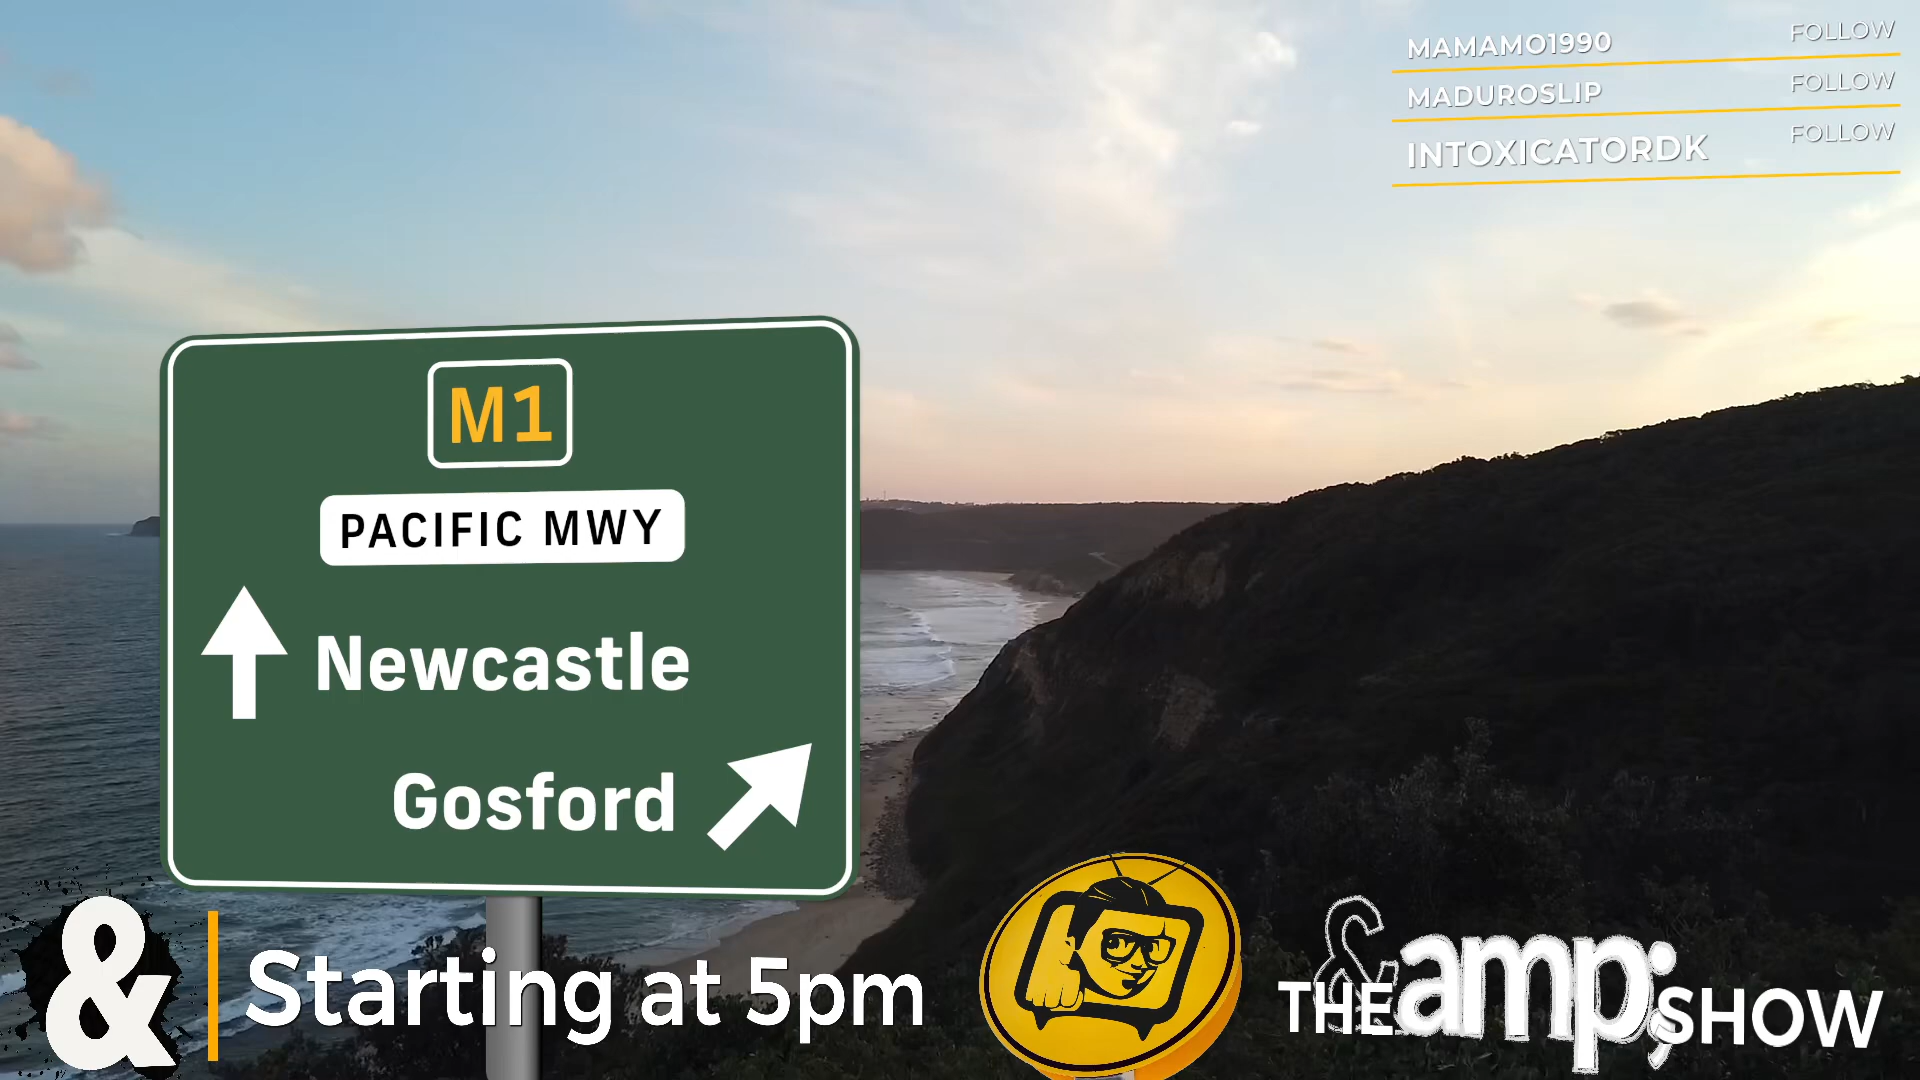 MAMAMO1990 FOLLOW
MADUROSLIP FOLLOW
INTOXICATORDK FOLLOW
M1
PACIFIC MWY
Newcastle
Gosford
& Starting at 5pm
THE &amp; SHOW